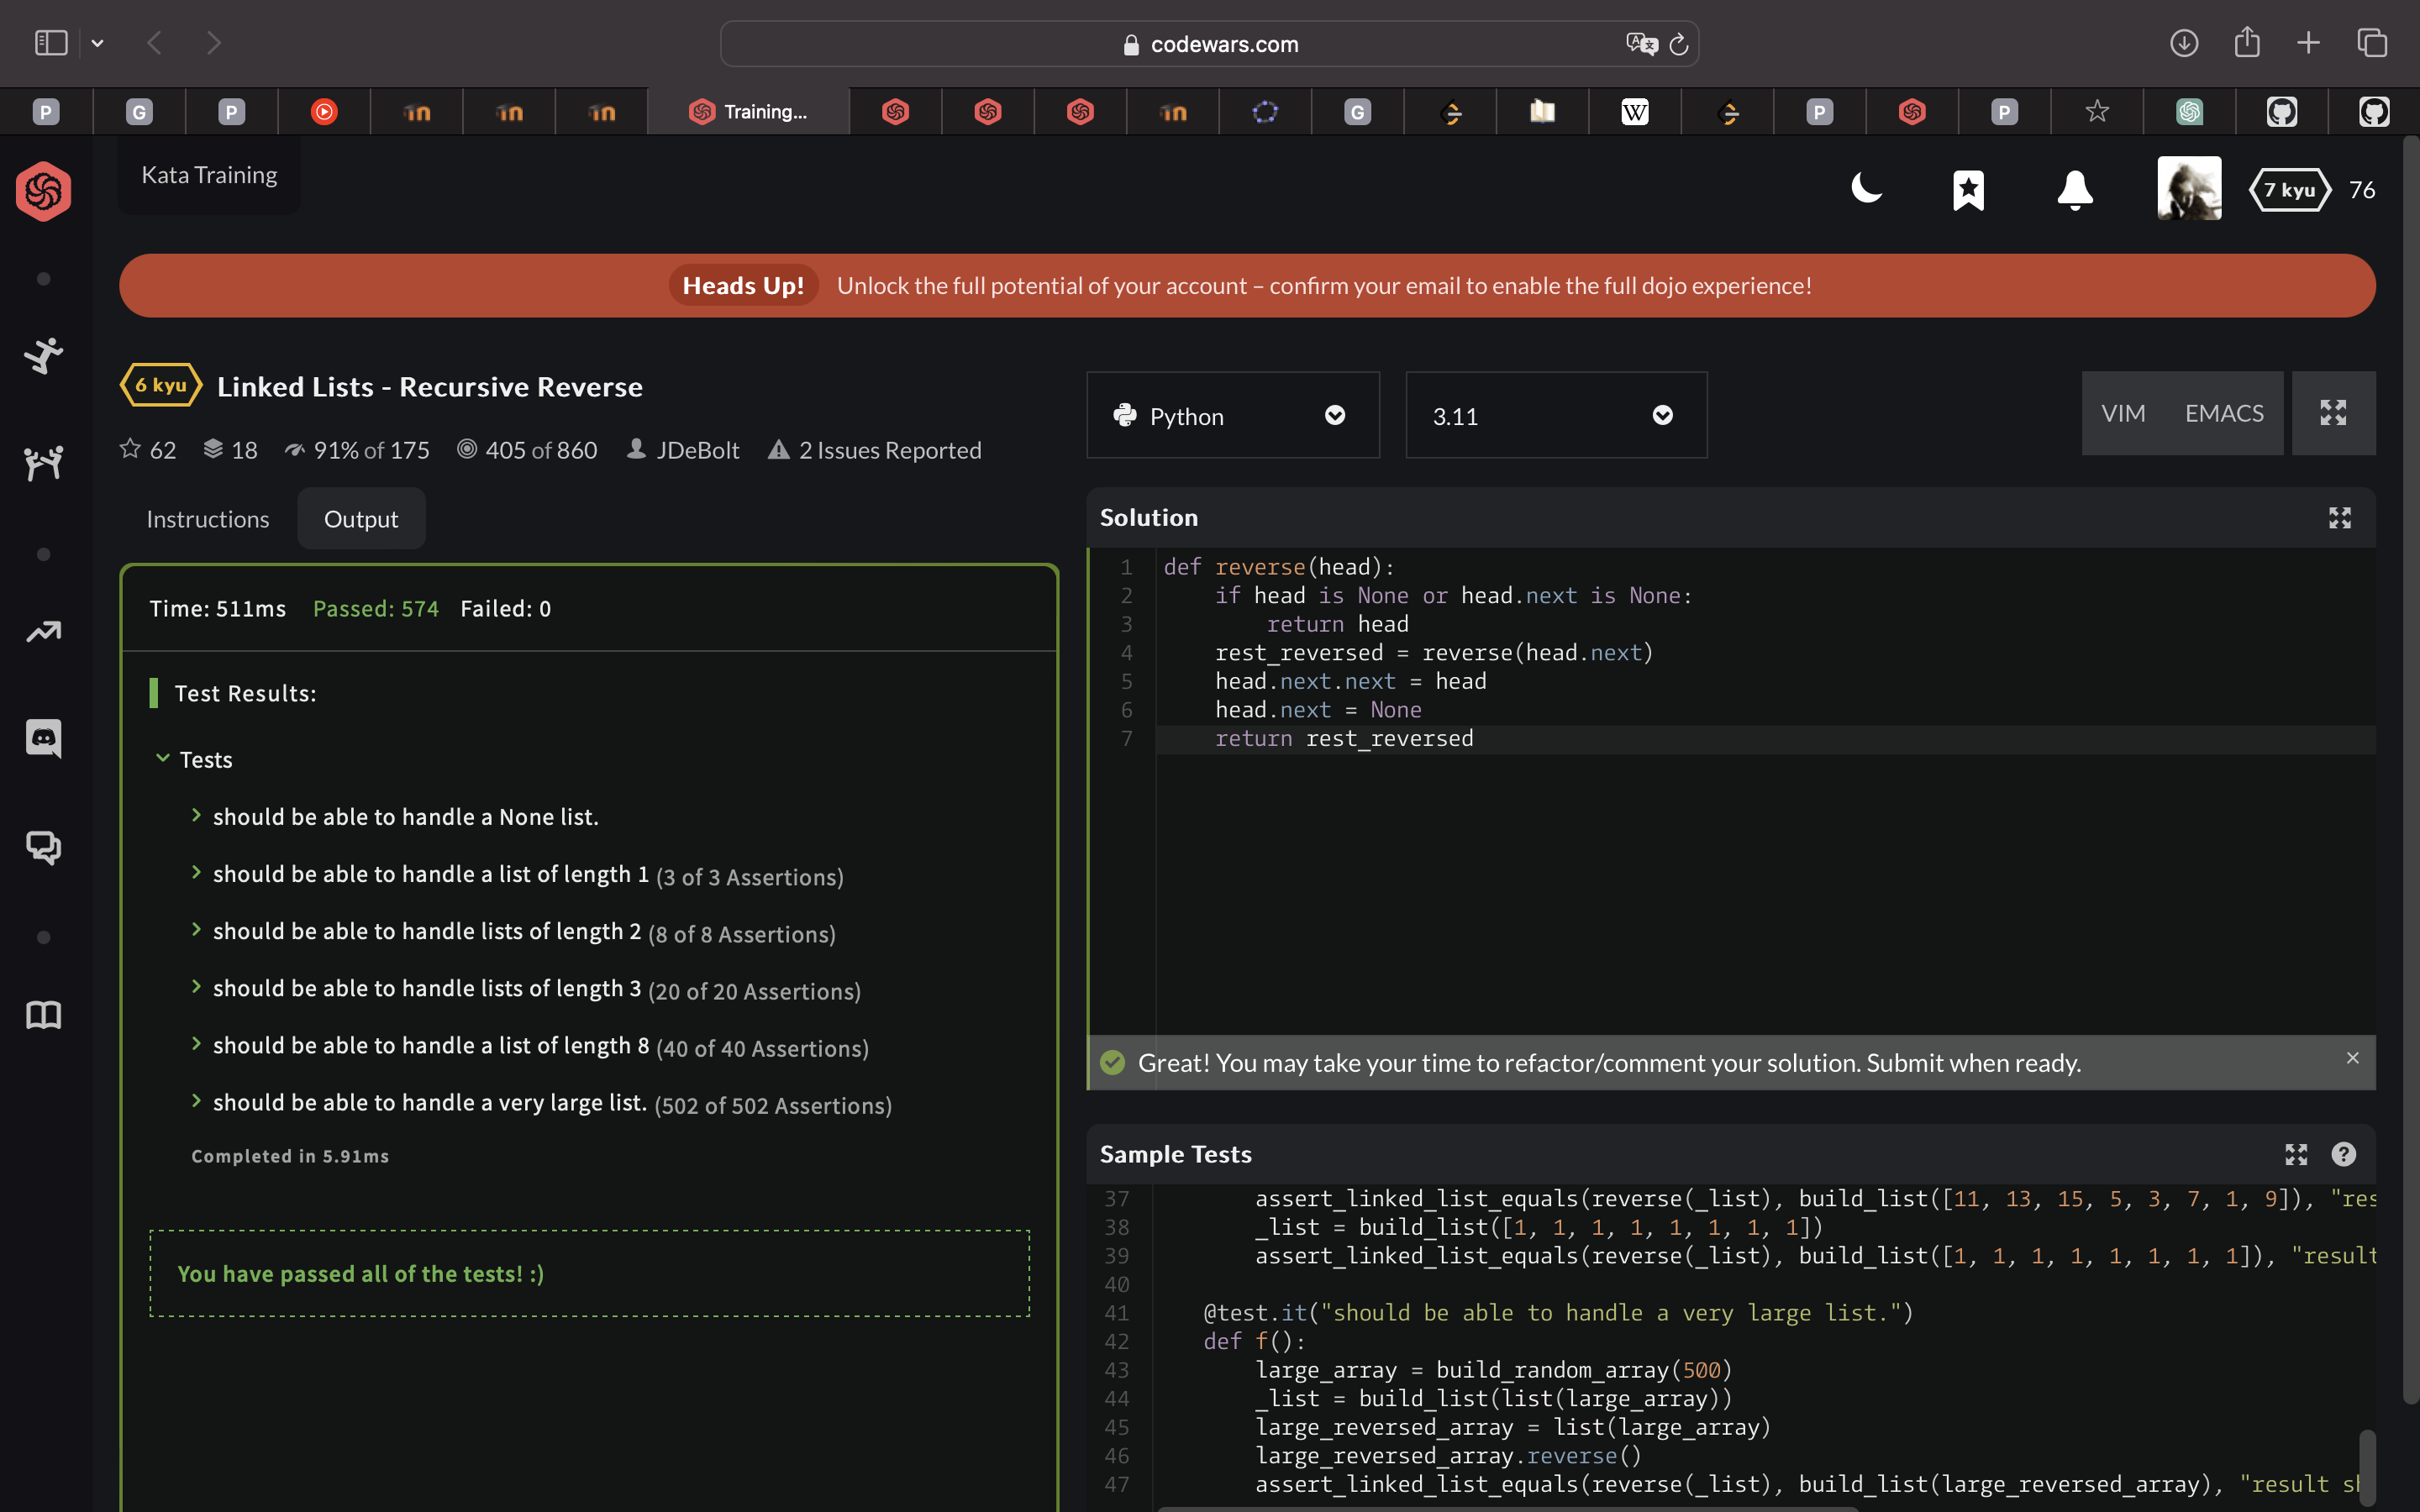 codewars.com
P
G
P
Training...
G
W
P
P
Kata Training
7 kyu 76
Heads Up! Unlock the full potential of your account – confirm your email to enable the full dojo experience!
6 kyu Linked Lists - Recursive Reverse
62 18 91% of 175 405 of 860 JDeBolt 2 Issues Reported
Python
3.11
VIM EMACS
Instructions Output
Time: 511ms Passed: 574 Failed: 0
Test Results:
Tests
should be able to handle a None list.
should be able to handle a list of length 1 (3 of 3 Assertions)
should be able to handle lists of length 2 (8 of 8 Assertions)
should be able to handle lists of length 3 (20 of 20 Assertions)
should be able to handle a list of length 8 (40 of 40 Assertions)
should be able to handle a very large list. (502 of 502 Assertions)
Completed in 5.91ms
You have passed all of the tests! :)
Solution
1 def reverse(head):
2 if head is None or head.next is None:
3 return head
4 rest_reversed = reverse(head.next)
5 head.next.next = head
6 head.next = None
7 return rest_reversed
Great! You may take your time to refactor/comment your solution. Submit when ready.
Sample Tests
37 assert_linked_list_equals(reverse(_list), build_list([11, 13, 15, 5, 3, 7, 1, 9]), "res
38 _list = build_list([1, 1, 1, 1, 1, 1, 1, 1])
39 assert_linked_list_equals(reverse(_list), build_list([1, 1, 1, 1, 1, 1, 1, 1]), "result
40
41 @test.it("should be able to handle a very large list.")
42 def f():
43 large_array = build_random_array(500)
44 _list = build_list(list(large_array))
45 large_reversed_array = list(large_array)
46 large_reversed_array.reverse()
47 assert_linked_list_equals(reverse(_list), build_list(large_reversed_array), "result sh